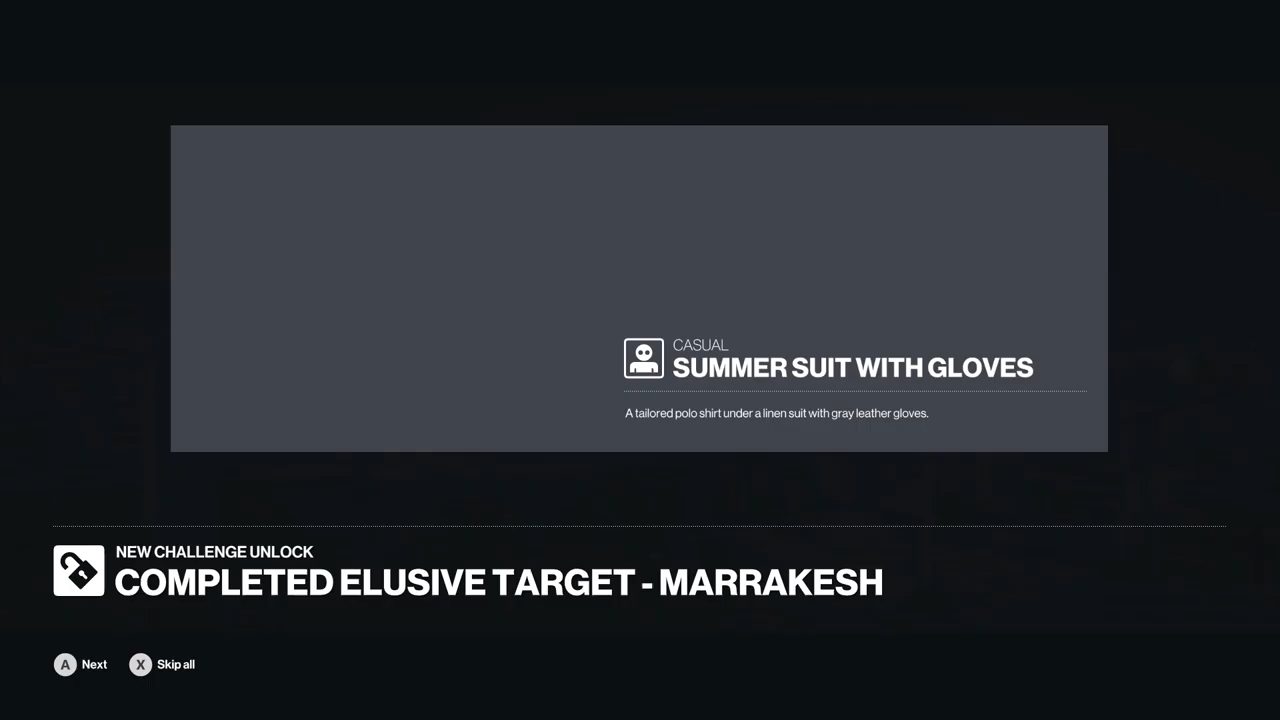 CASUAL
SUMMER SUIT WITH GLOVES
A tailored polo shirt under a linen suit with gray leather gloves.
NEW CHALLENGE UNLOCK
COMPLETED ELUSIVE TARGET - MARRAKESH
A Next X Skip all